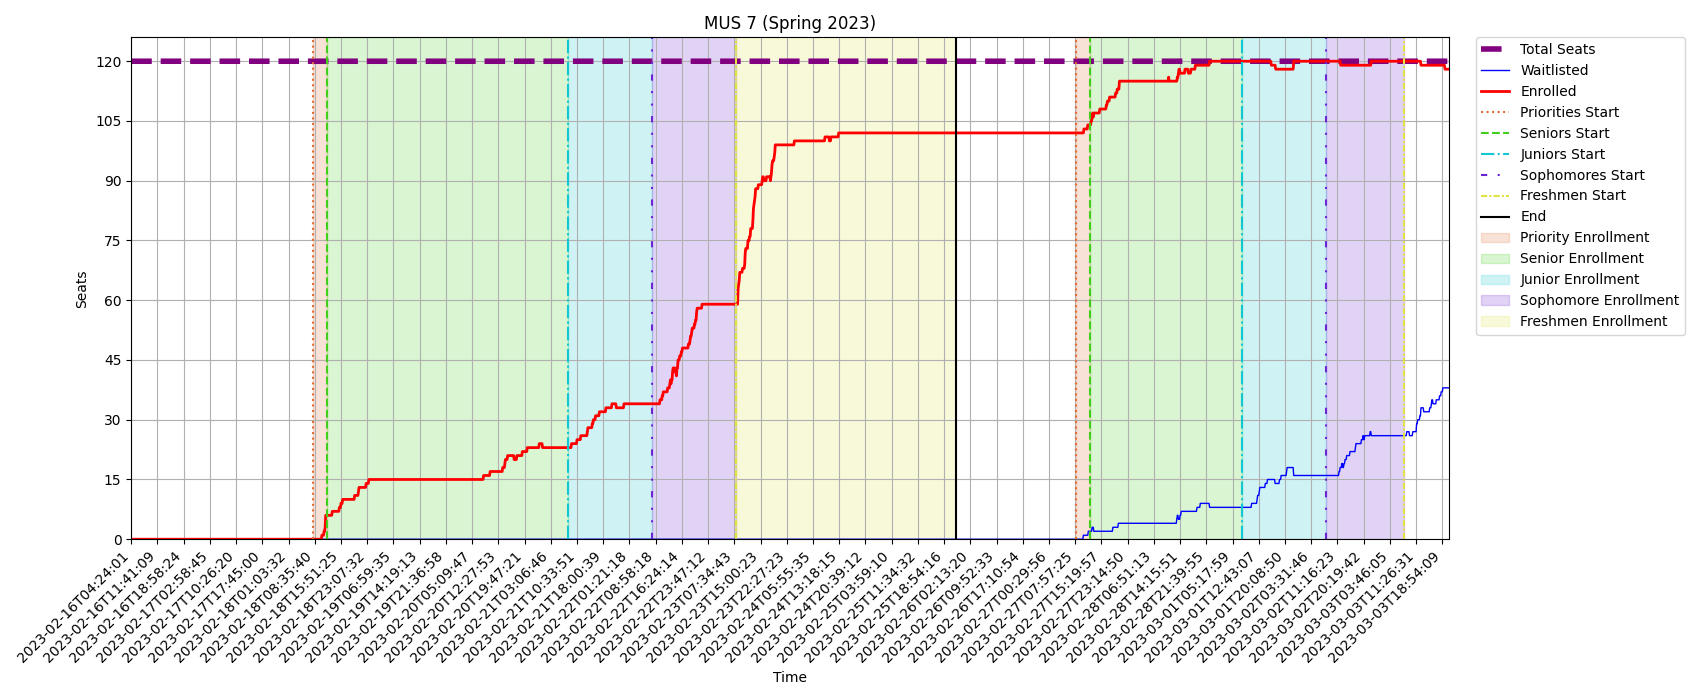 MUS 7 (Spring 2023)
Total Seats
Waitlisted
Enrolled
Priorities Start
Seniors Start
Juniors Start
Sophomores Start
Freshmen Start
End
Priority Enrollment
Senior Enrollment
Junior Enrollment
Sophomore Enrollment
Freshmen Enrollment
Seats
120
105
90
75
60
45
30
15
0
2023-02-16T04:24:01
2023-02-16T11:41:09
2023-02-16T18:58:24
2023-02-17T02:58:45
2023-02-17T10:26:20
2023-02-17T17:45:00
2023-02-18T01:03:32
2023-02-18T08:35:40
2023-02-18T15:51:25
2023-02-18T23:07:32
2023-02-19T06:59:35
2023-02-19T14:19:13
2023-02-19T21:36:58
2023-02-20T05:09:47
2023-02-20T12:27:53
2023-02-20T19:47:21
2023-02-21T03:06:46
2023-02-21T10:33:51
2023-02-21T18:00:39
2023-02-22T01:21:18
2023-02-22T08:58:18
2023-02-22T16:24:14
2023-02-22T23:47:12
2023-02-23T07:34:43
2023-02-23T15:00:23
2023-02-23T22:27:23
2023-02-24T05:55:35
2023-02-24T13:18:15
2023-02-24T20:39:12
2023-02-25T03:59:10
2023-02-25T11:34:32
2023-02-25T18:54:16
2023-02-26T02:13:20
2023-02-26T09:52:33
2023-02-26T17:10:54
2023-02-27T00:29:56
2023-02-27T07:57:25
2023-02-27T15:19:57
2023-02-27T23:14:50
2023-02-28T06:51:13
2023-02-28T14:15:51
2023-02-28T21:39:55
2023-03-01T05:17:59
2023-03-01T12:43:07
2023-03-01T20:08:50
2023-03-02T03:31:46
2023-03-02T11:16:23
2023-03-02T20:19:42
2023-03-03T03:46:05
2023-03-03T11:26:31
2023-03-03T18:54:09
Time